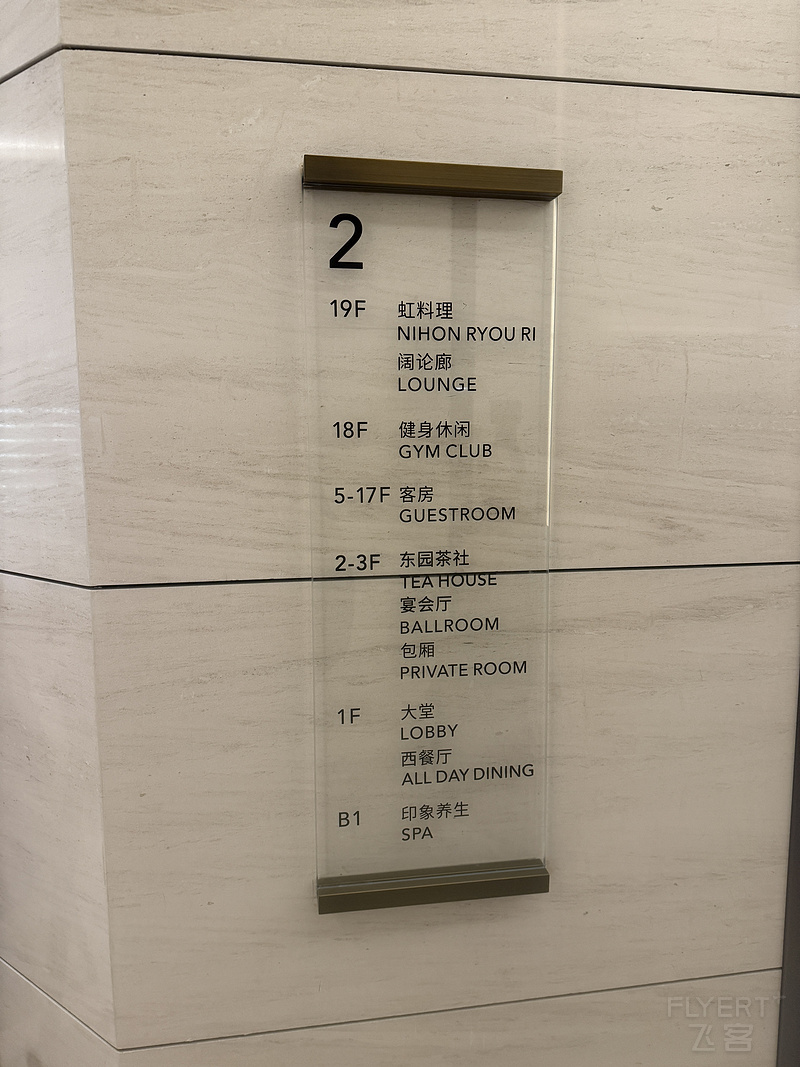 2
19F 虹料理
NIHON RYOU RI
阔论廊
LOUNGE
18F 健身休闲
GYM CLUB
5-17F 客房
GUESTROOM
2-3F 东园茶社
TEA HOUSE
宴会厅
BALLROOM
包厢
PRIVATE ROOM
1F 大堂
LOBBY
西餐厅
ALL DAY DINING
B1 印象养生
SPA
FLYERT
飞客